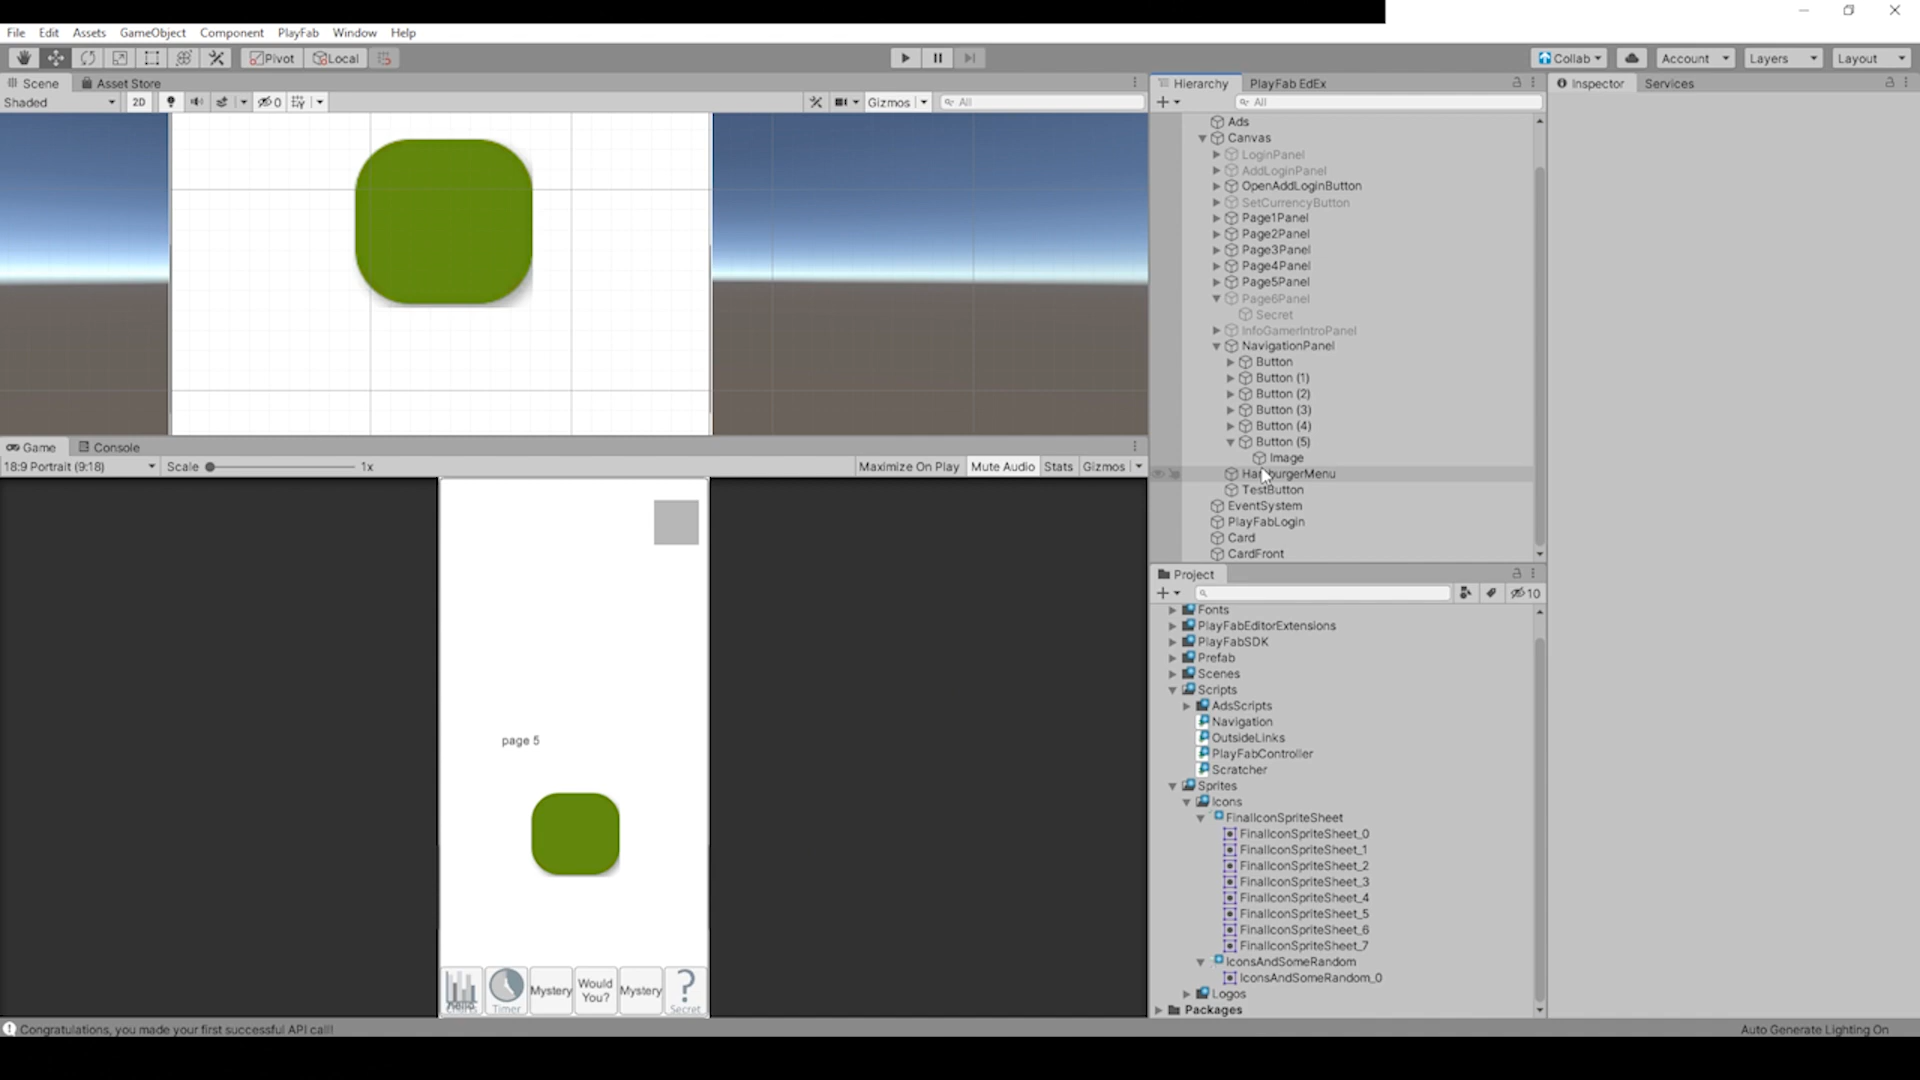 File Edit Assets GameObject Component PlayFab Window Help
Pivot Local Collab Account Layers Layout
Scene Asset Store
Shaded 2D 0 Gizmos All
Game Console
18:9 Portrait (9:18) Scale 1x Maximize On Play Mute Audio Stats Gizmos
page 5
Mystery
Would
You?
Mystery
?
Timer
Secret
Congratulations, you made your first successful API call!
Hierarchy PlayFab EdEx
All
Ads
Canvas
LoginPanel
AddLoginPanel
OpenAddLoginButton
SetCurrencyButton
Page1Panel
Page2Panel
Page3Panel
Page4Panel
Page5Panel
Page6Panel
Secret
InfoGamerIntroPanel
NavigationPanel
Button
Button (1)
Button (2)
Button (3)
Button (4)
Button (5)
Image
HamburgerMenu
TestButton
EventSystem
PlayFabLogin
Card
CardFront
Project
10
Fonts
PlayFabEditorExtensions
PlayFabSDK
Prefab
Scenes
Scripts
AdsScripts
Navigation
OutsideLinks
PlayFabController
Scratcher
Sprites
Icons
FinalIconSpriteSheet
FinalIconSpriteSheet_0
FinalIconSpriteSheet_1
FinalIconSpriteSheet_2
FinalIconSpriteSheet_3
FinalIconSpriteSheet_4
FinalIconSpriteSheet_5
FinalIconSpriteSheet_6
FinalIconSpriteSheet_7
IconsAndSomeRandom
IconsAndSomeRandom_0
Logos
Packages
Inspector Services
Auto Generate Lighting On